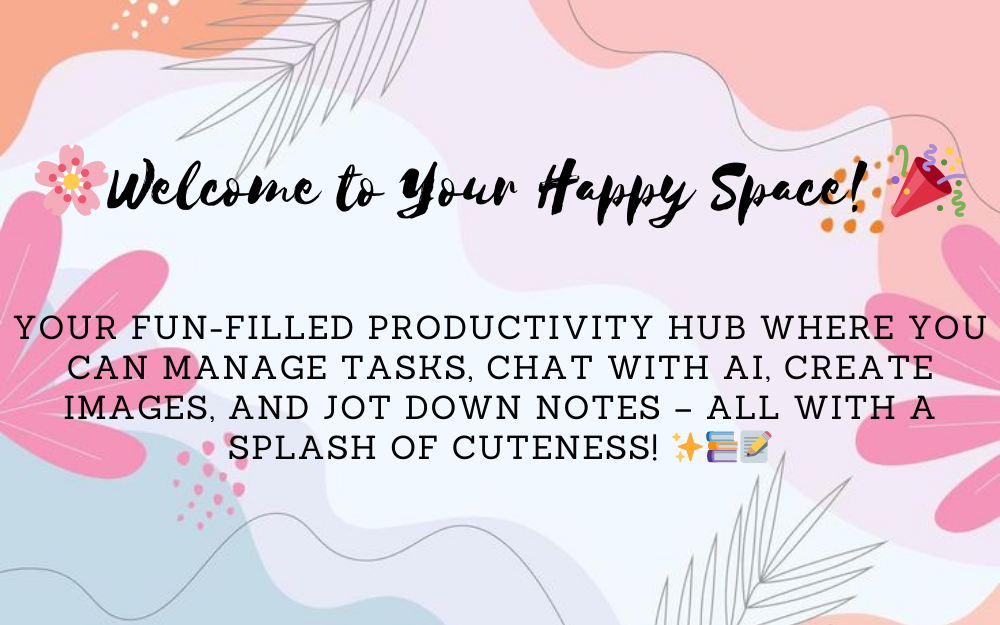 🌸Welcome to Your Happy Space! 🎉
YOUR FUN-FILLED PRODUCTIVITY HUB WHERE YOU
CAN MANAGE TASKS, CHAT WITH AI, CREATE
IMAGES, AND JOT DOWN NOTES – ALL WITH A
SPLASH OF CUTENESS! ✨📚📝